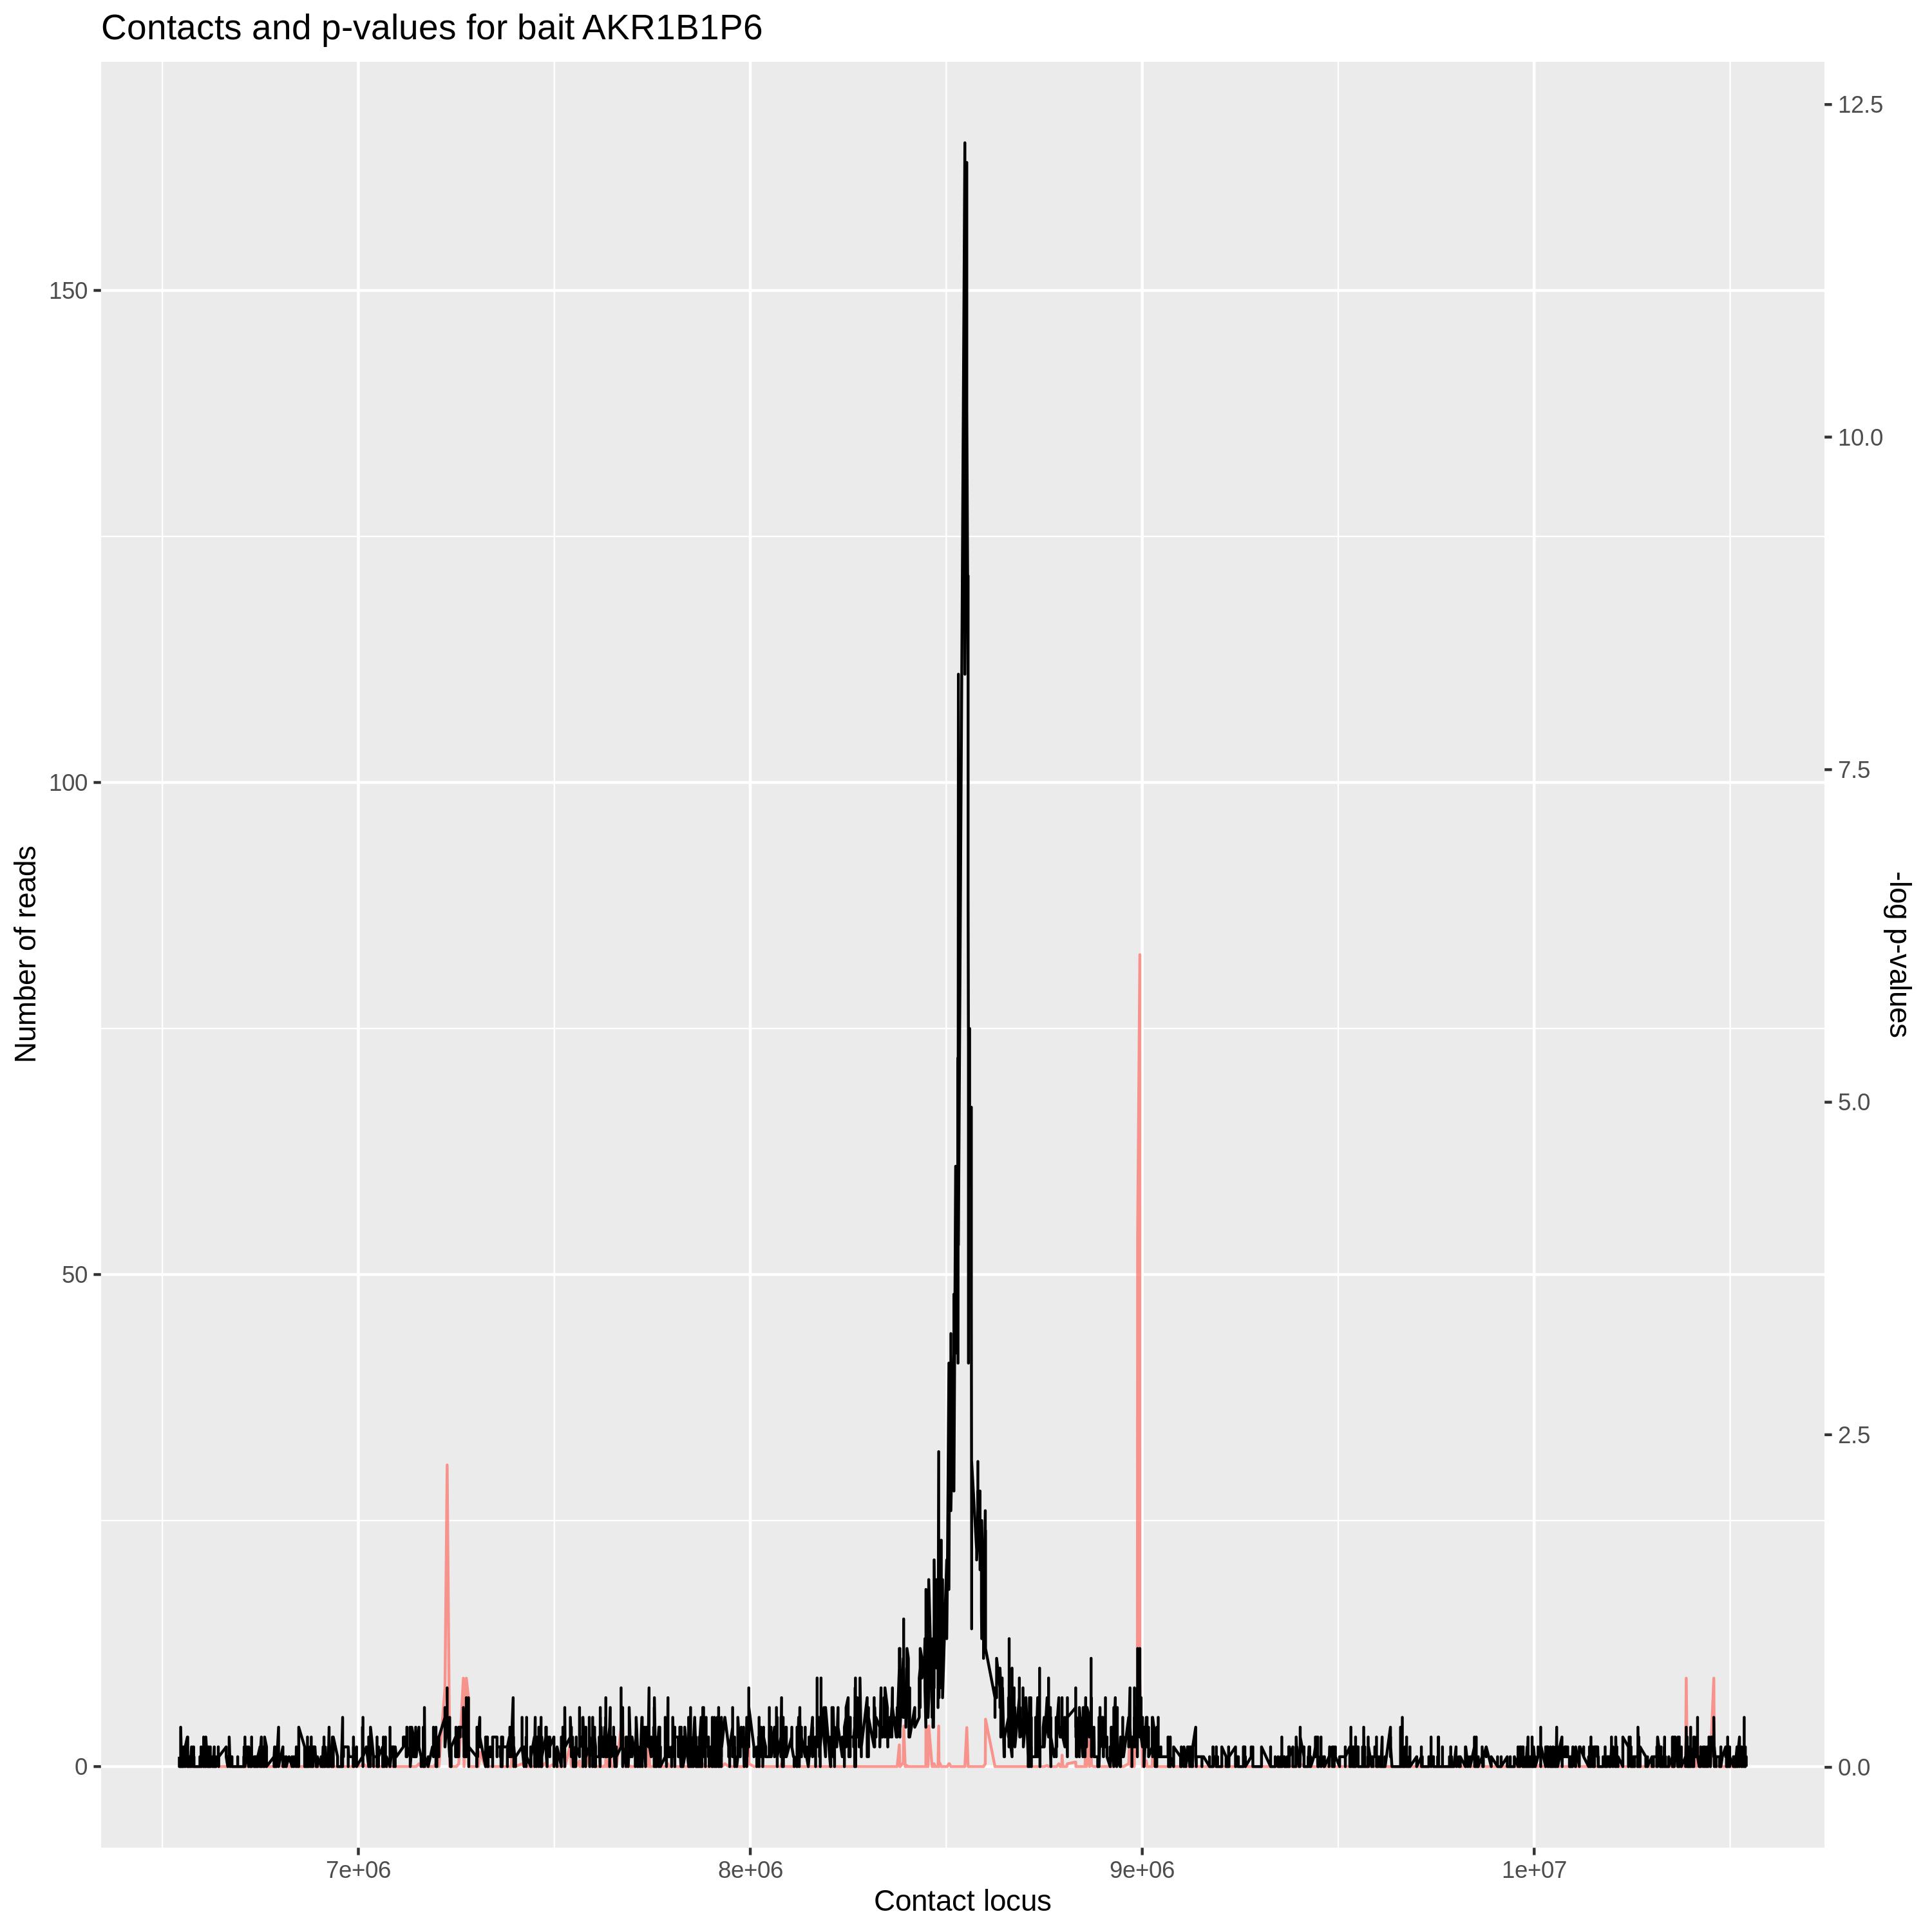 Contacts and p-values for bait AKR1B1P6
150
100
50
0
Number of reads
12.5
10.0
7.5
5.0
2.5
0.0
-log p-values
7e+06
8e+06
9e+06
1e+07
Contact locus